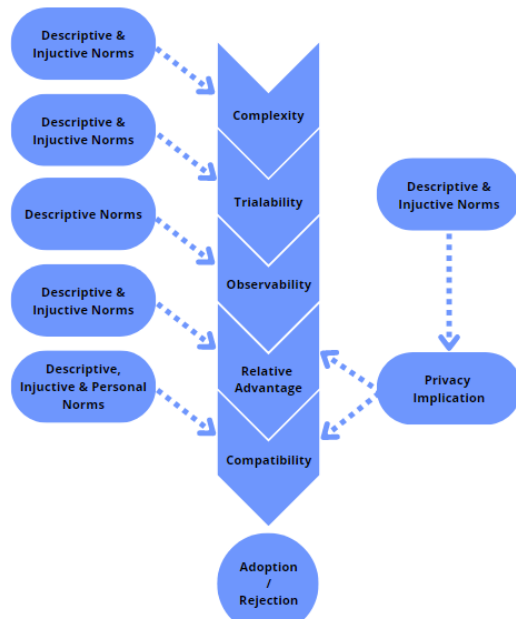 Descriptive &
Injuctive Norms
Complexity
Descriptive &
Injuctive Norms
Trialability
Descriptive Norms
Observability
Descriptive &
Injuctive Norms
Relative
Advantage
Descriptive,
Injuctive & Personal
Norms
Compatibility
Descriptive &
Injuctive Norms
Privacy
Implication
Adoption
/
Rejection